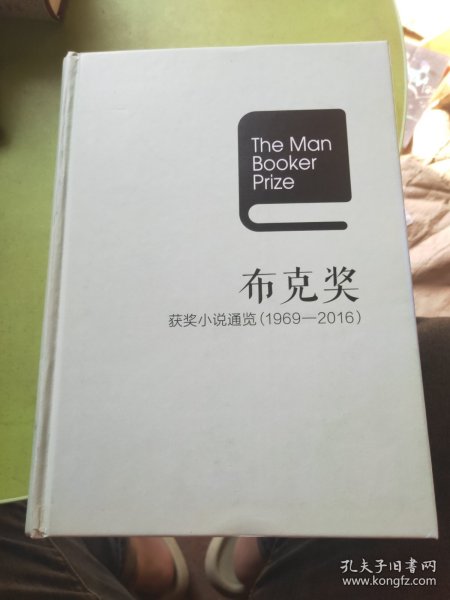 The Man
Booker
Prize
布克奖
获奖小说通览(1969—2016)
孔夫子旧书网
www.kongfz.com